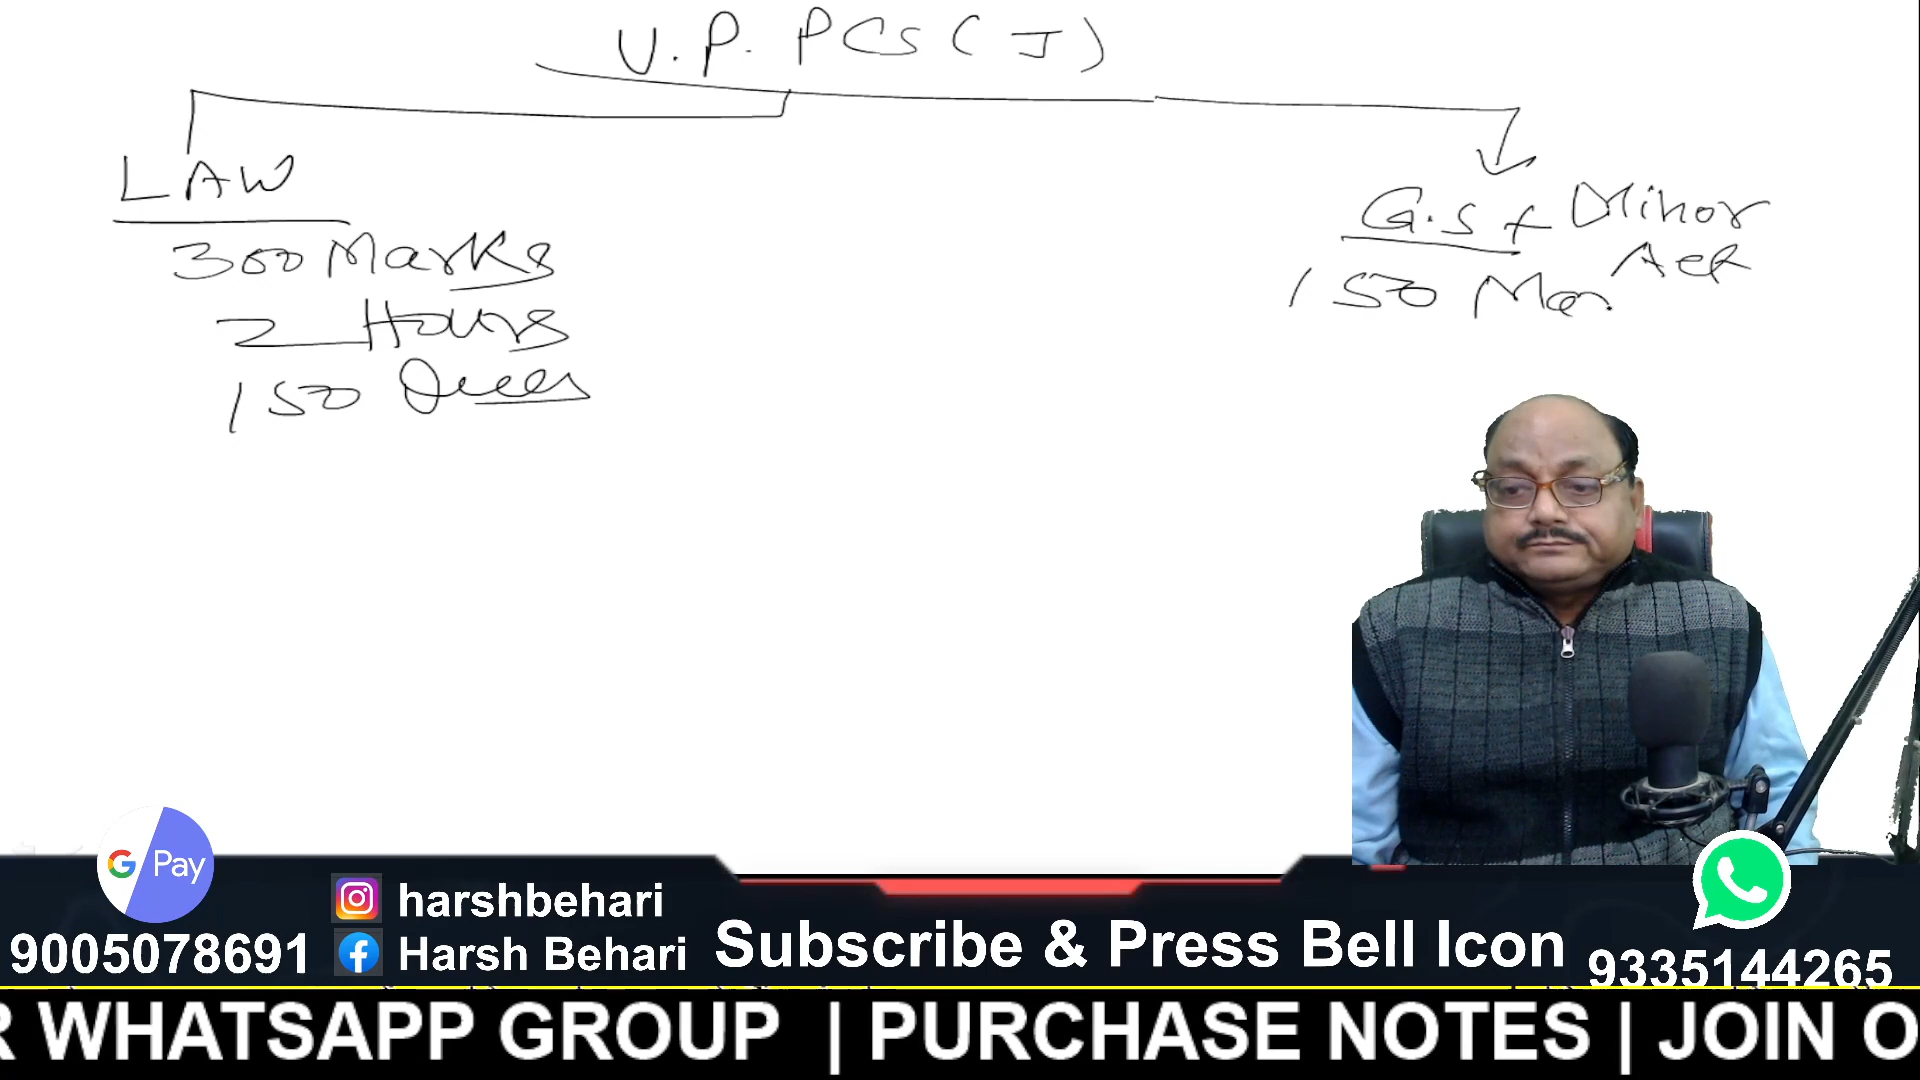 U.P. PCS (J)
LAW
300 Marks
2 Hours
150 Ques
G.S + Minor
Act
150 Mar
G Pay
9005078691
harshbehari
Harsh Behari
Subscribe & Press Bell Icon
9335144265
R WHATSAPP GROUP | PURCHASE NOTES | JOIN O